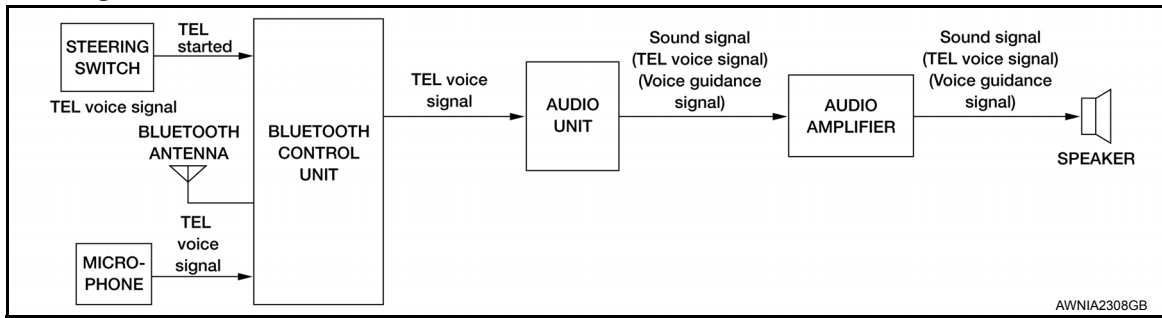 STEERING
SWITCH
TEL
started
TEL voice signal
BLUETOOTH
ANTENNA
TEL
voice
signal
MICRO-
PHONE
BLUETOOTH
CONTROL
UNIT
TEL voice
signal
AUDIO
UNIT
Sound signal
(TEL voice signal)
(Voice guidance
signal)
AUDIO
AMPLIFIER
Sound signal
(TEL voice signal)
(Voice guidance
signal)
SPEAKER
AWNIA2308GB